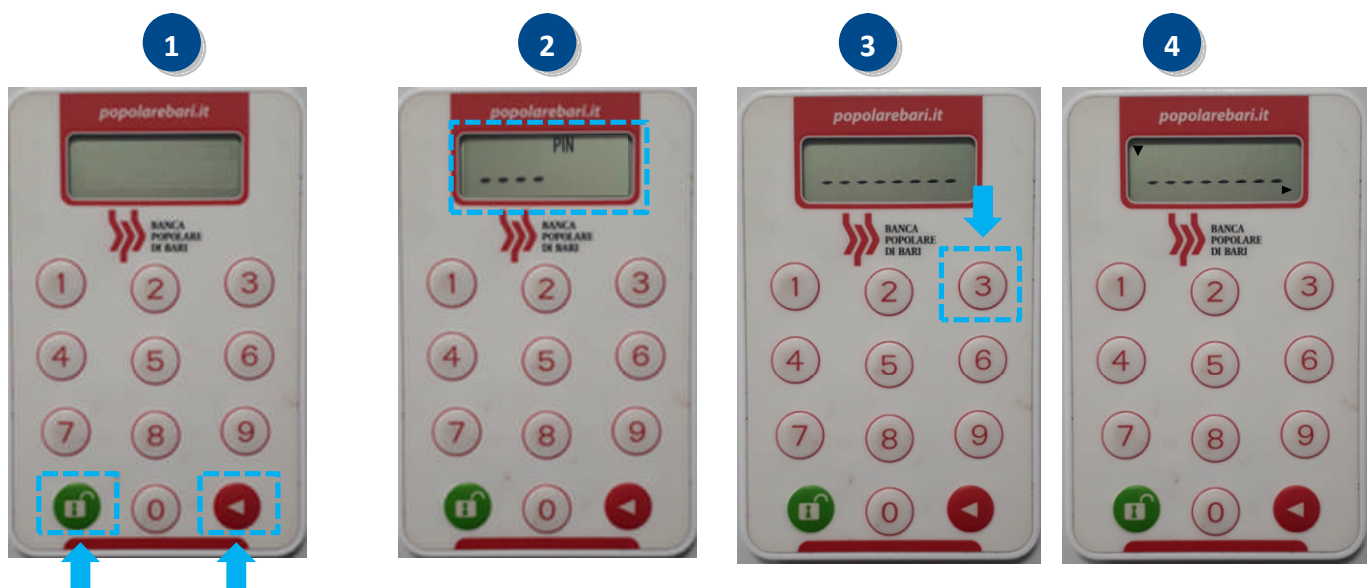 1
2
3
4
popolarebari.it
BANCA
POPOLARE
DI BARI
1 2 3
4 5 6
7 8 9
0
popolarebari.it
PIN
- - - -
BANCA
POPOLARE
DI BARI
1 2 3
4 5 6
7 8 9
0
popolarebari.it
- - - - - - - - -
BANCA
POPOLARE
DI BARI
1 2 3
4 5 6
7 8 9
0
popolarebari.it
- - - - - - - - -
BANCA
POPOLARE
DI BARI
1 2 3
4 5 6
7 8 9
0